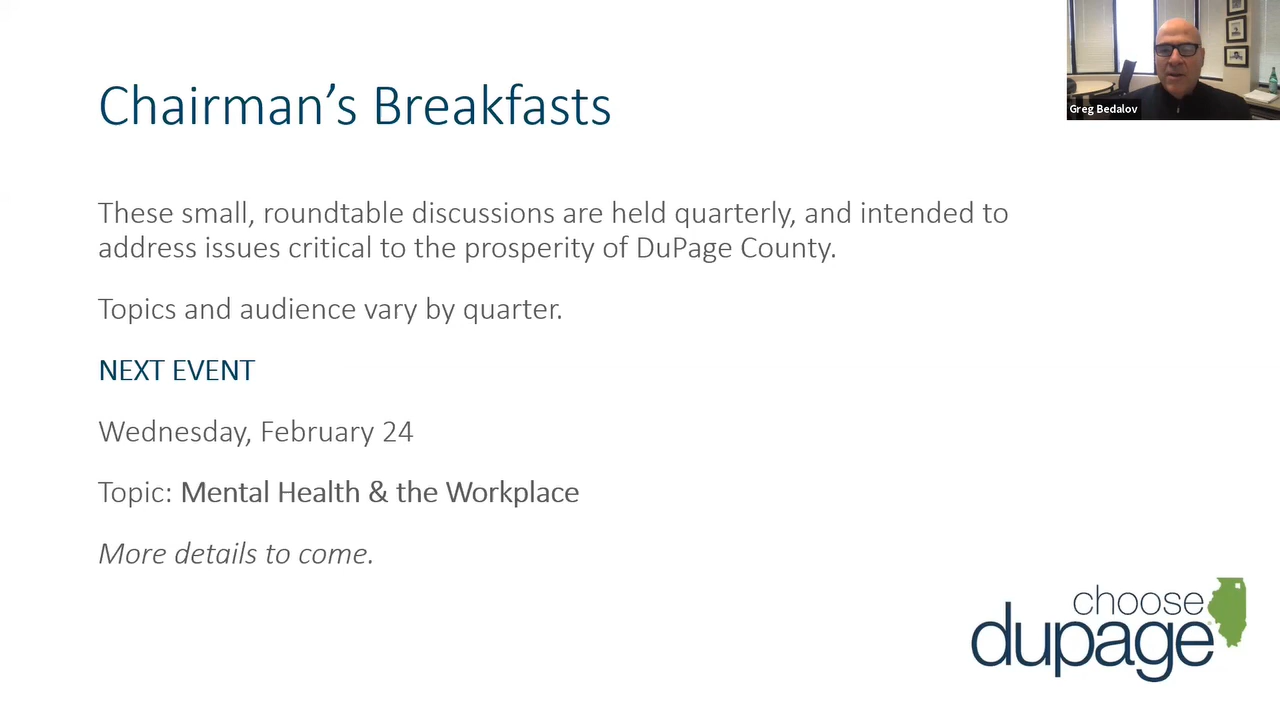 Chairman’s Breakfasts
Greg Bedalov
These small, roundtable discussions are held quarterly, and intended to
address issues critical to the prosperity of DuPage County.
Topics and audience vary by quarter.
NEXT EVENT
Wednesday, February 24
Topic: Mental Health & the Workplace
More details to come.
choose
dupage®